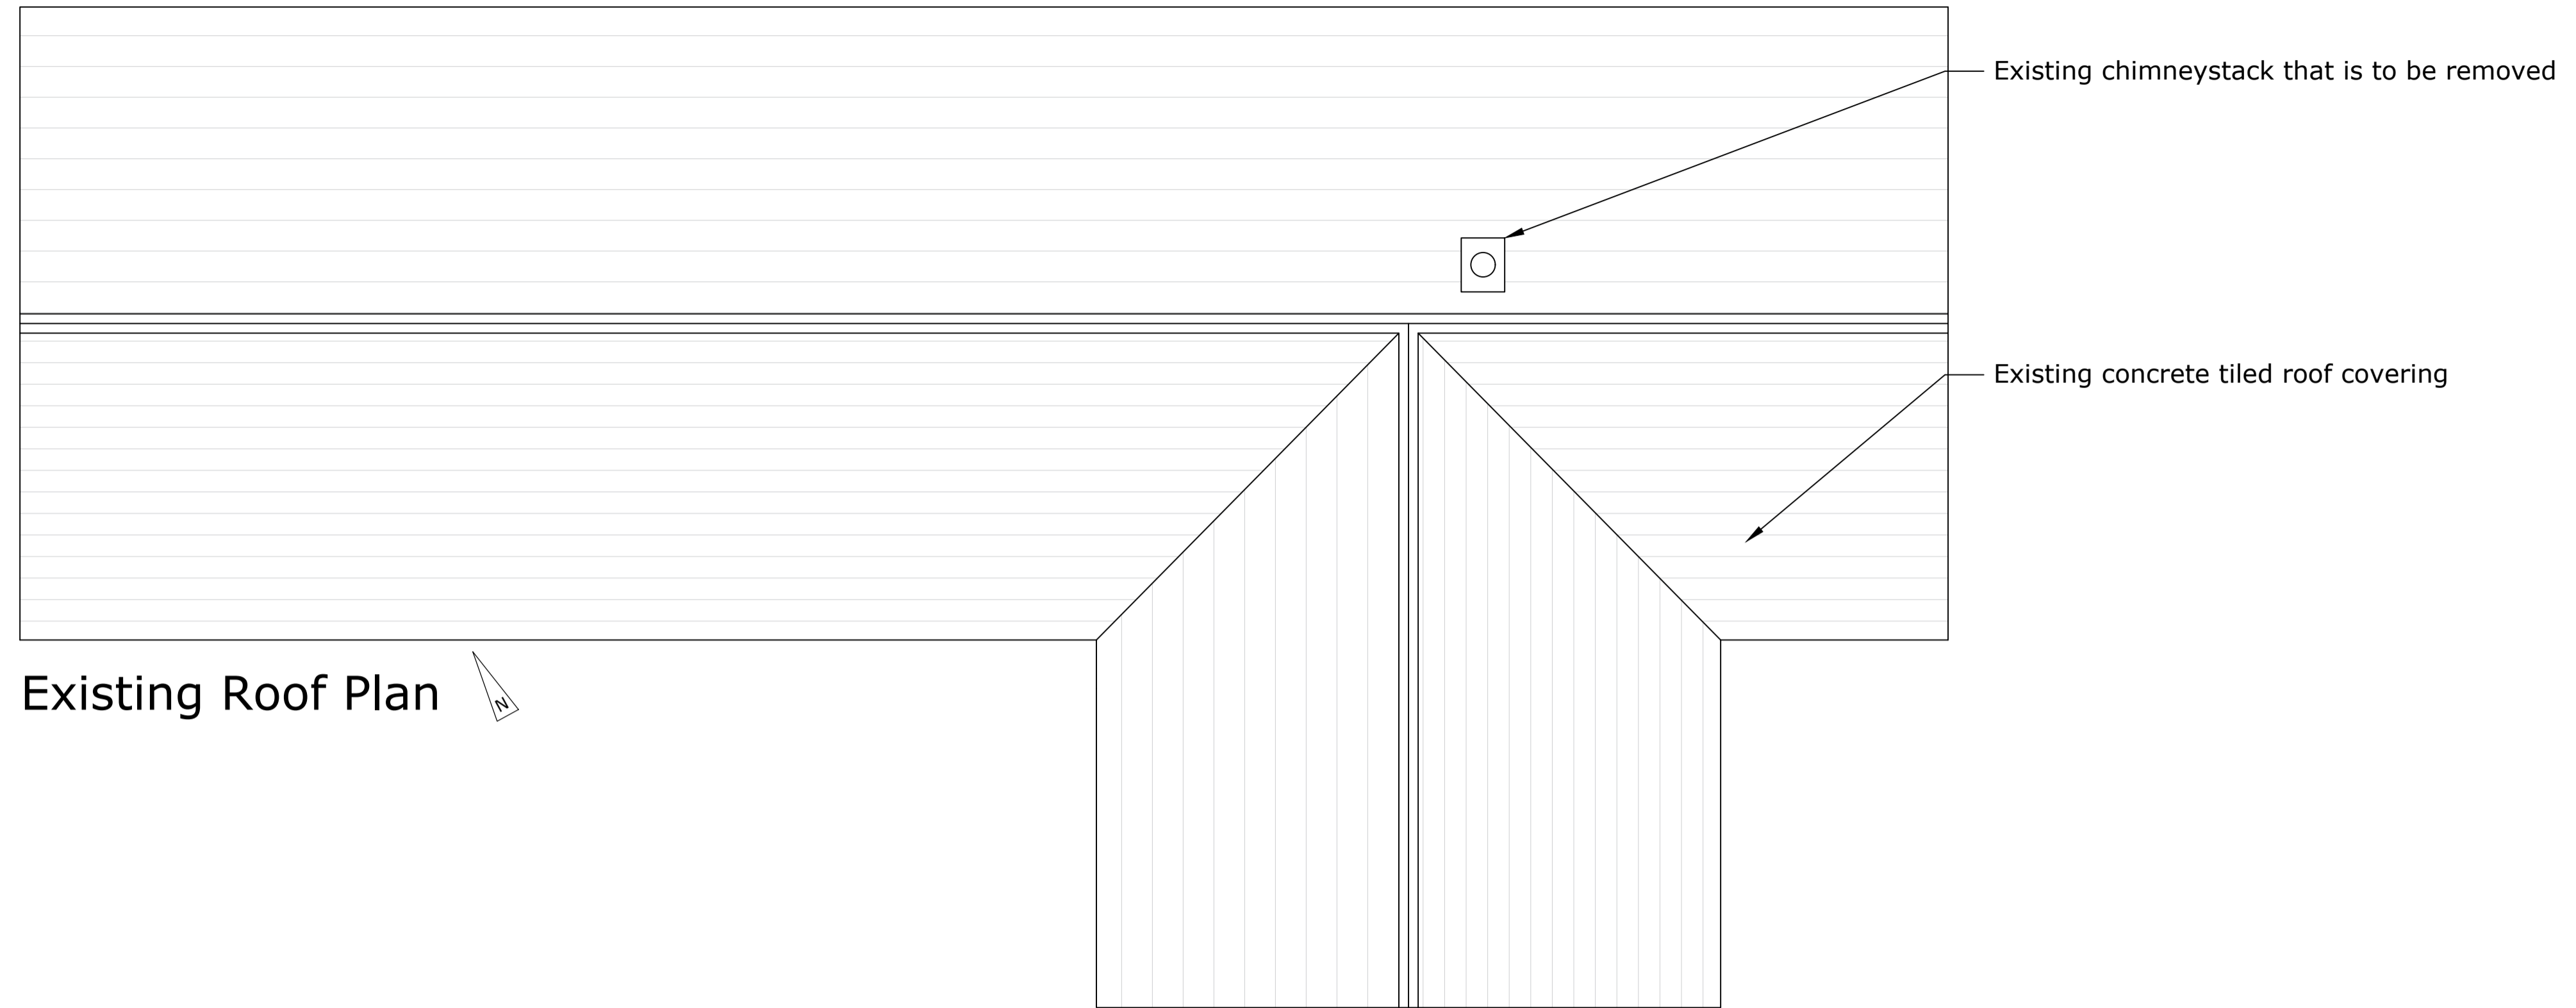 Existing chimneystack that is to be removed
Existing concrete tiled roof covering
Existing Roof Plan
N